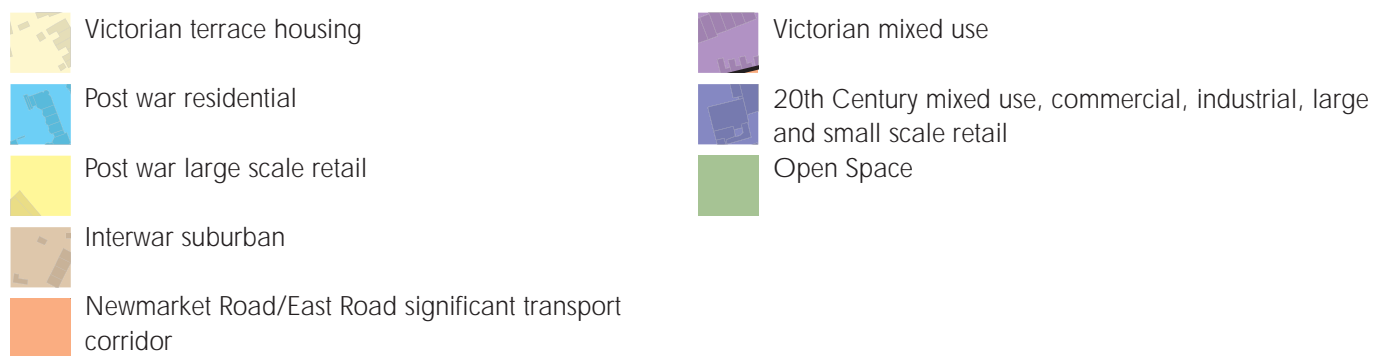 Victorian terrace housing
Post war residential
Post war large scale retail
Interwar suburban
Newmarket Road/East Road significant transport
corridor
Victorian mixed use
20th Century mixed use, commercial, industrial, large
and small scale retail
Open Space